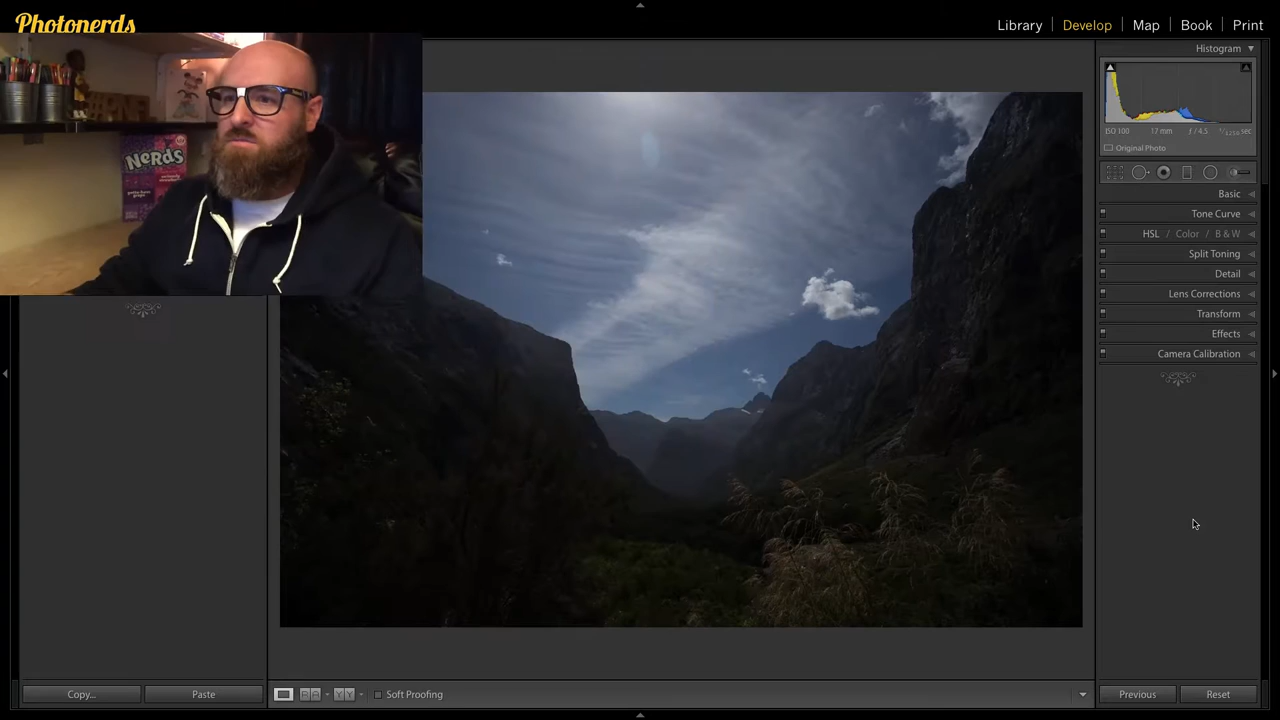 Photonerds
Library | Develop | Map | Book | Print
Histogram
ISO 100 17 mm f / 4.5 sec
Original Photo
Basic
Tone Curve
HSL / Color / B & W
Split Toning
Detail
Lens Corrections
Transform
Effects
Camera Calibration
NeRDS
Copy...
Paste
Soft Proofing
Previous
Reset